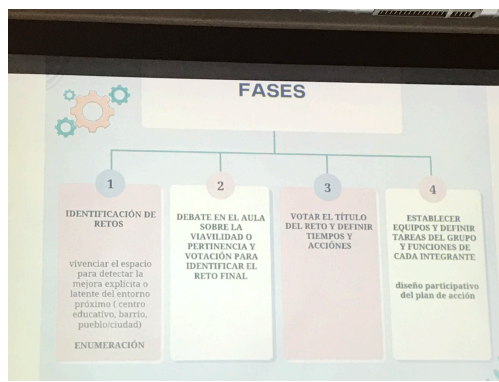 FASES
1
IDENTIFICACIÓN DE
RETOS
vivenciar el espacio
para detectar la
mejora explícita o
latente del entorno
próximo ( centro
educativo, barrio,
pueblo/ciudad)
ENUMERACIÓN
2
DEBATE EN EL AULA
SOBRE LA
VIAVILIDAD O
PERTINENCIA Y
VOTACIÓN PARA
IDENTIFICAR EL
RETO FINAL
3
VOTAR EL TÍTULO
DEL RETO Y DEFINIR
TIEMPOS Y
ACCIÓNES
4
ESTABLECER
EQUIPOS Y DEFINIR
TAREAS DEL GRUPO
Y FUNCIONES DE
CADA INTEGRANTE
diseño participativo
del plan de acción